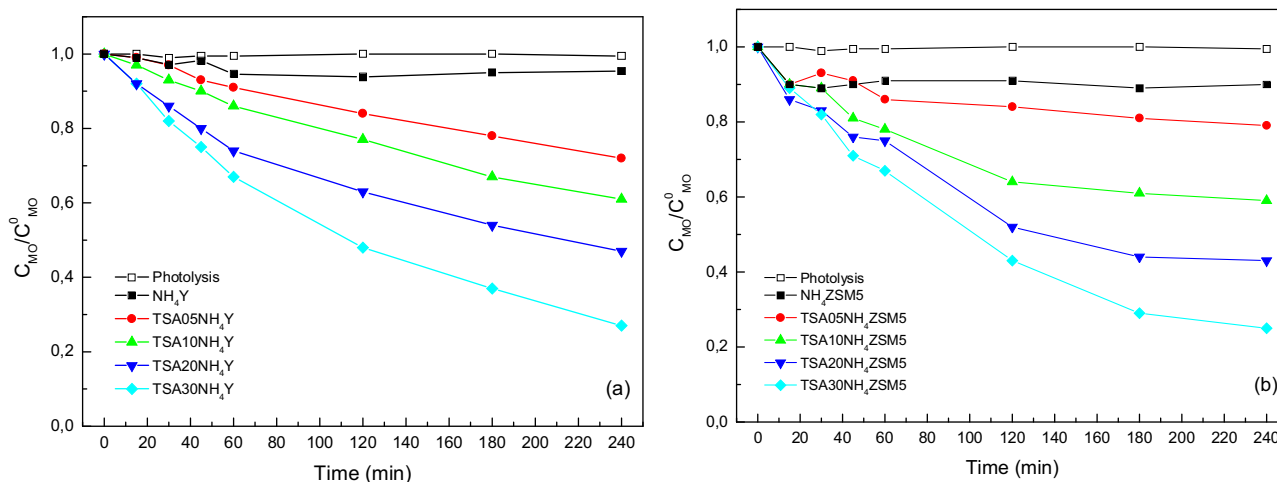 1,0
0,8
0,6
0,4
0,2
0,0
C_MO/C^0_MO
Photolysis
NH₄Y
TSA05NH₄Y
TSA10NH₄Y
TSA20NH₄Y
TSA30NH₄Y
(a)
0 20 40 60 80 100 120 140 160 180 200 220 240
Time (min)
1,0
0,8
0,6
0,4
0,2
0,0
C_MO/C^0_MO
Photolysis
NH₄ZSM5
TSA05NH₄ZSM5
TSA10NH₄ZSM5
TSA20NH₄ZSM5
TSA30NH₄ZSM5
(b)
0 20 40 60 80 100 120 140 160 180 200 220 240
Time (min)